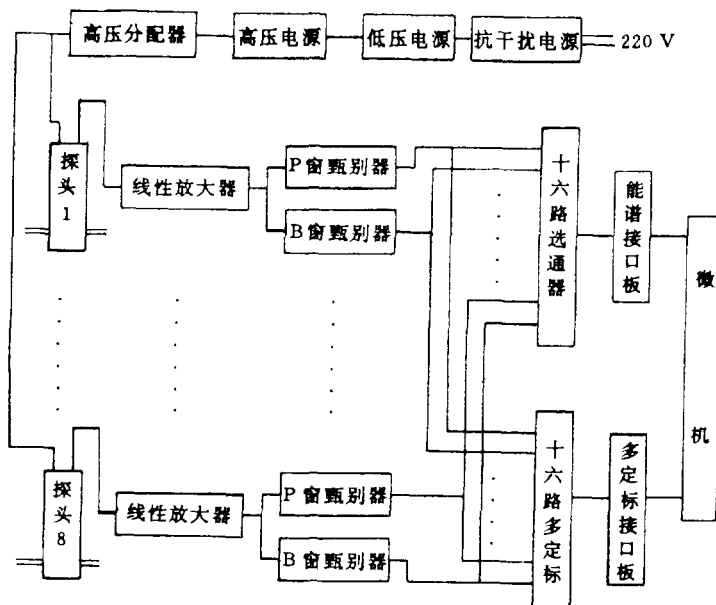 高压分配器
高压电源
低压电源
抗干扰电源
220 V
探头1
线性放大器
P窗甄别器
B窗甄别器
十六路选通器
能谱接口板
微机
探头8
线性放大器
P窗甄别器
B窗甄别器
十六路多定标
多定标接口板